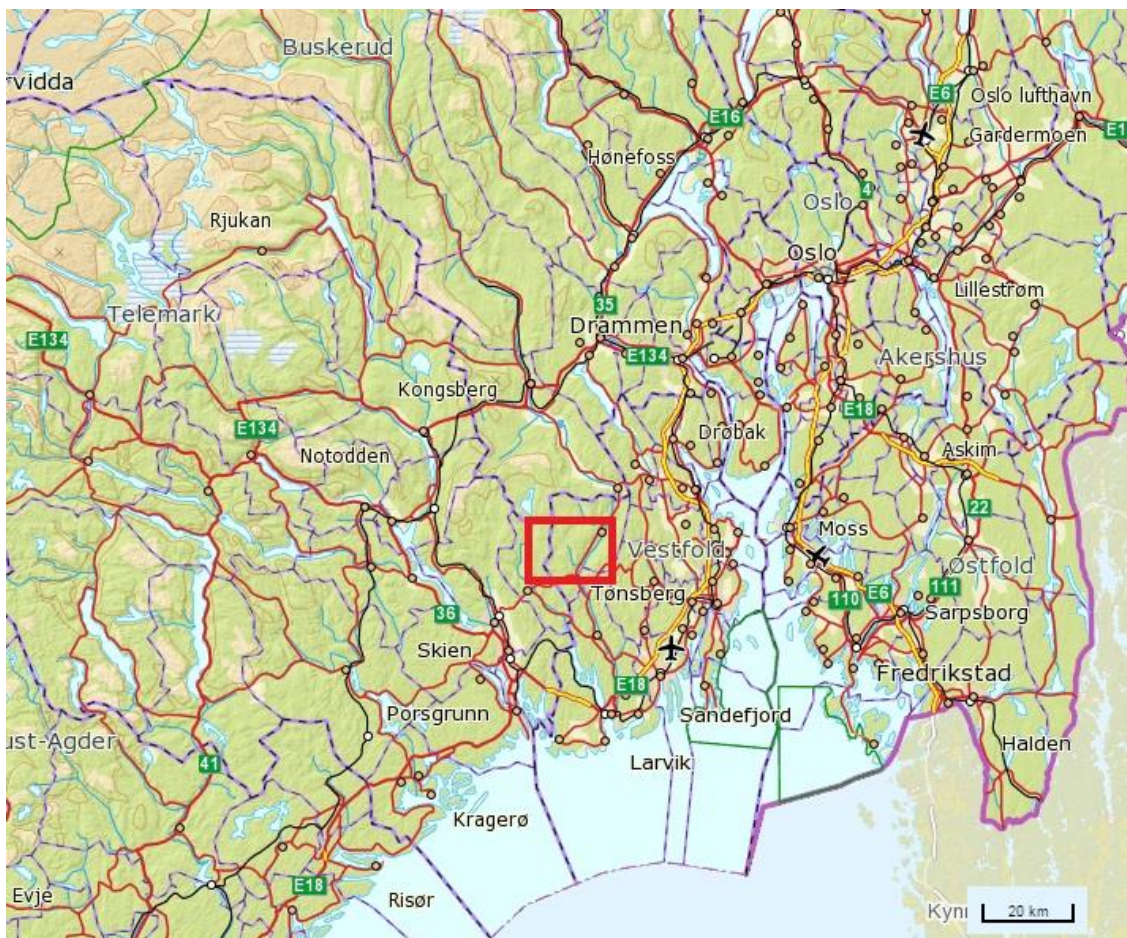 Buskerud
rvidda
E6
Oslo lufthavn
E16
Gardermoen
E1
Hønefoss
4
Oslo
Rjukan
Oslo
Lillestrøm
35
Telemark
Drammen
E134
E134
Akershus
Kongsberg
E18
E134
Drøbak
Askim
Notodden
22
Moss
Vestfold
Østfold
111
Tønsberg
110
E6
Sarpsborg
36
Skien
Fredrikstad
E18
Porsgrunn
Sandefjord
ust-Agder
Halden
41
Larvik
Kragerø
E18
Evje
Risør
Kynn
20 km